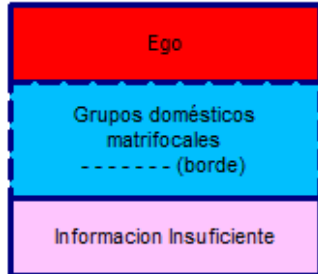 Ego
Grupos domésticos
matrifocales
- - - - - - - (borde)
Informacion Insuficiente